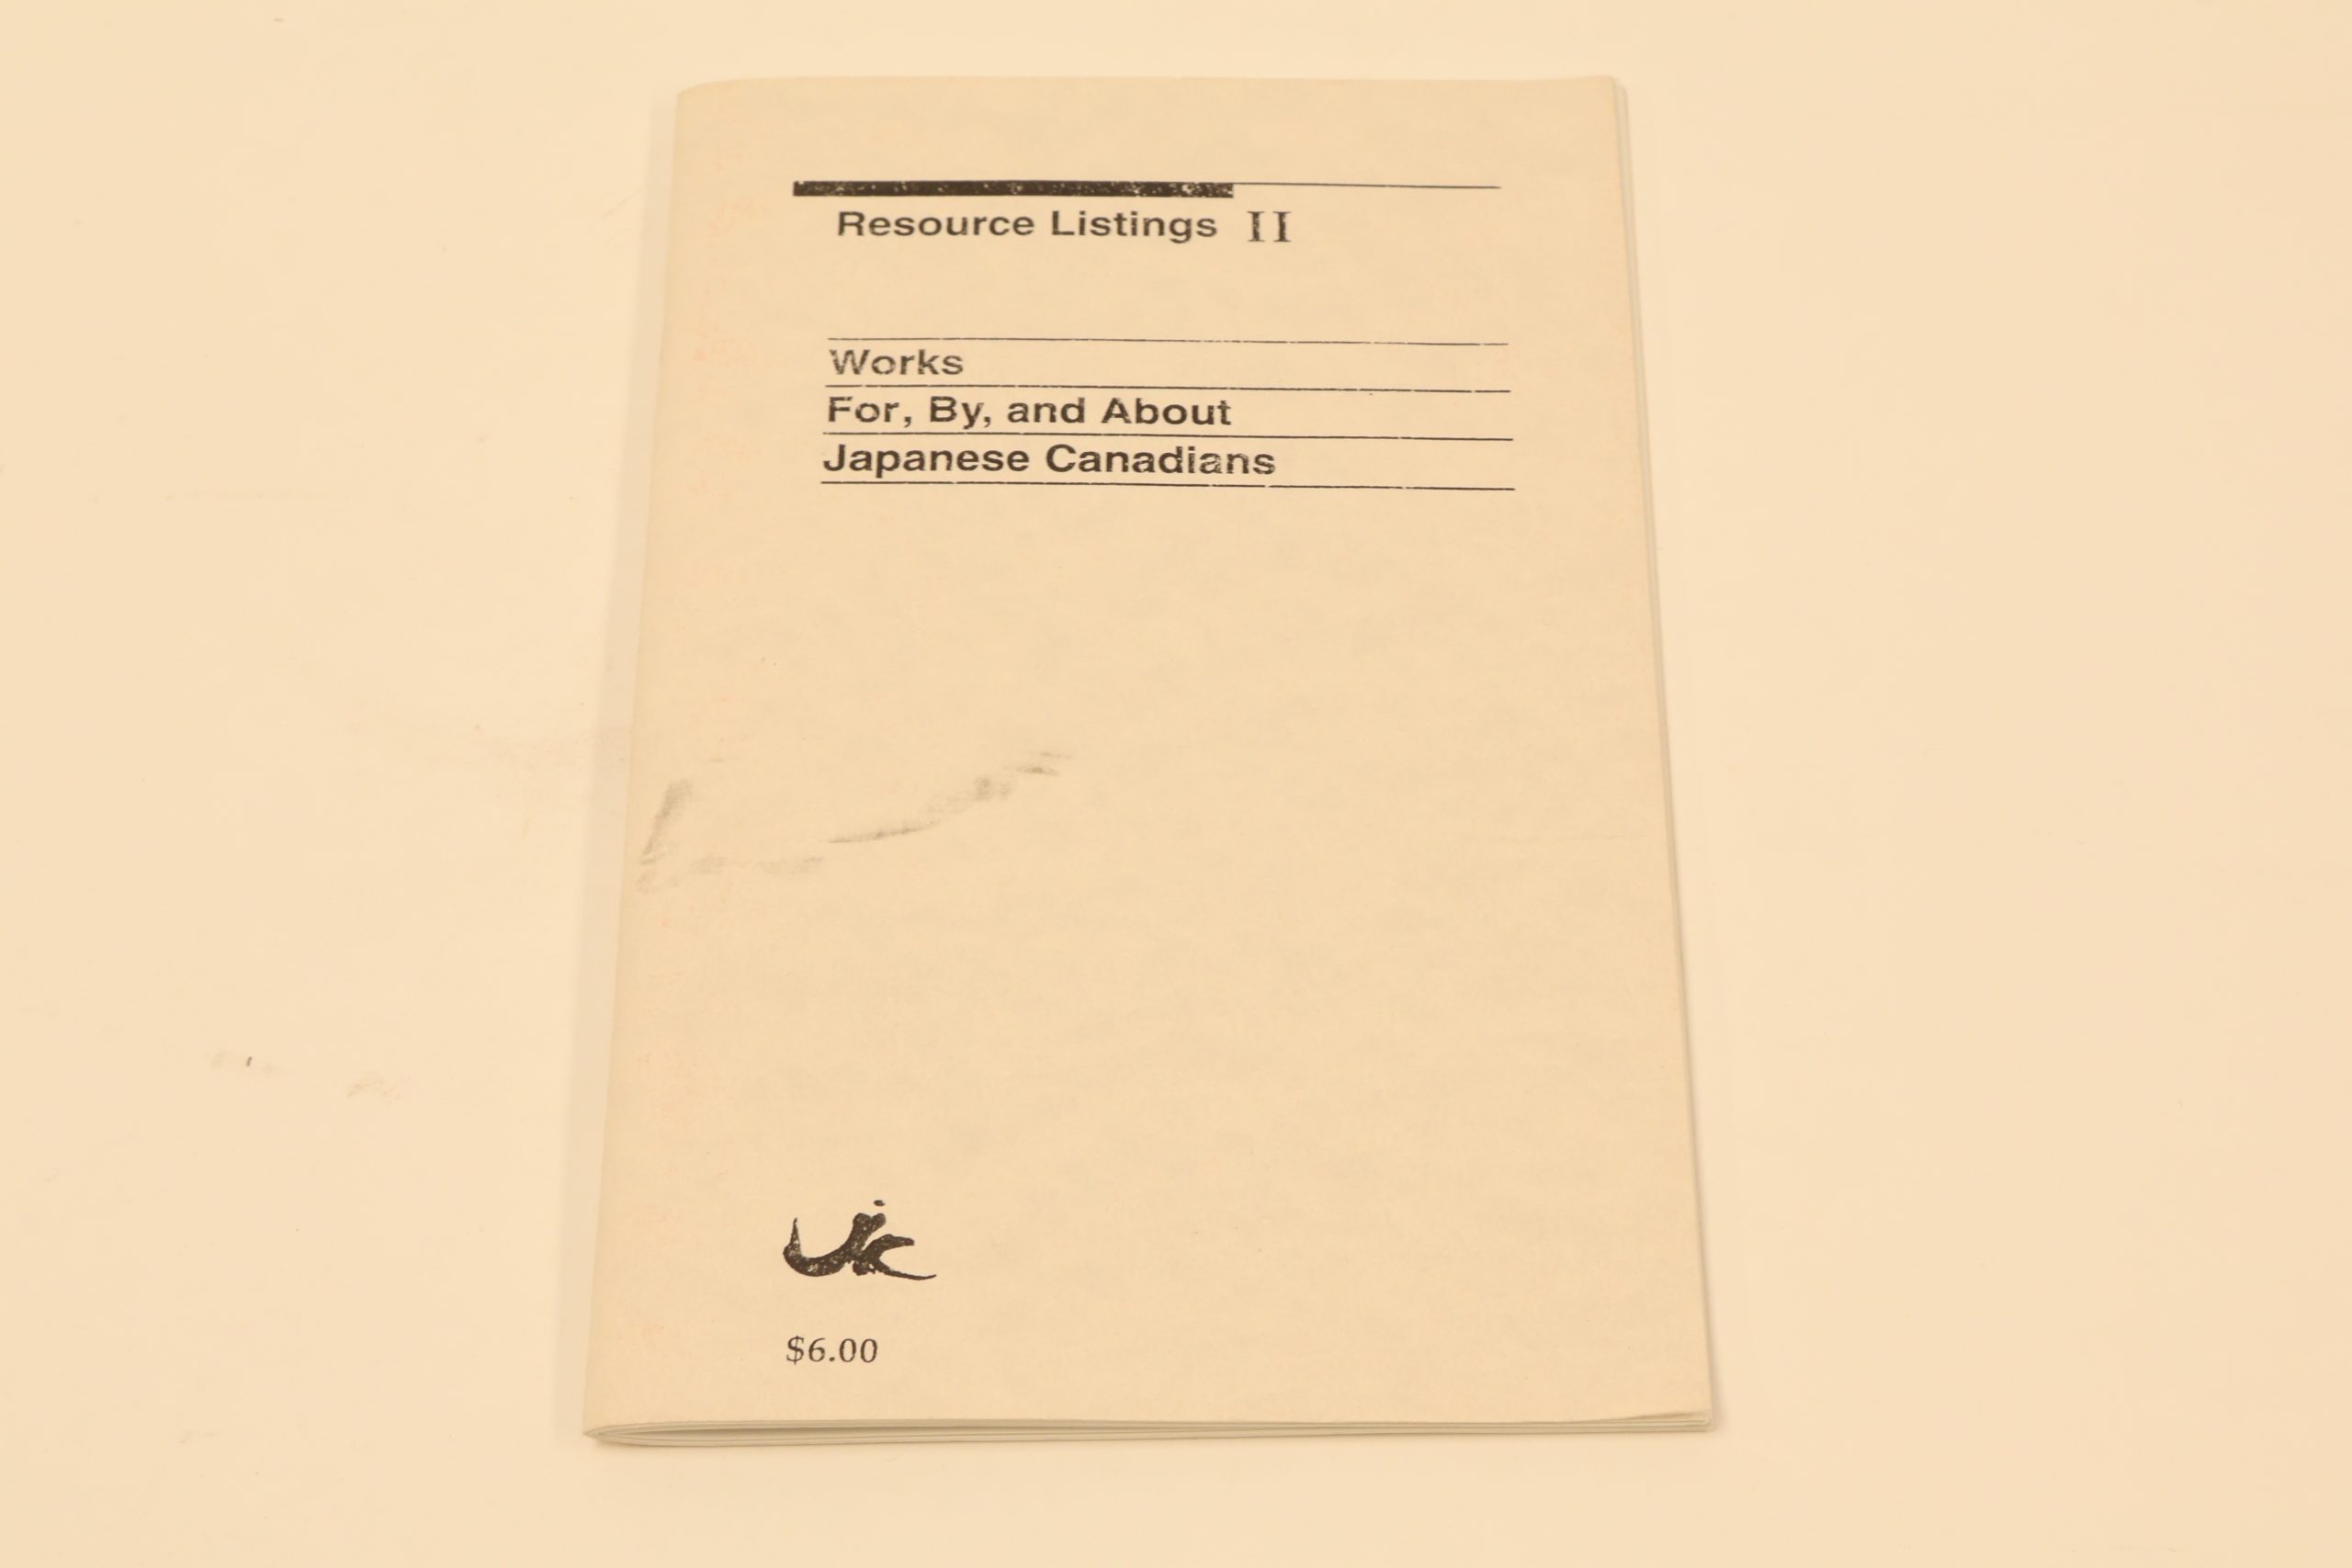 Resource Listings II
Works
For, By, and About
Japanese Canadians
$6.00